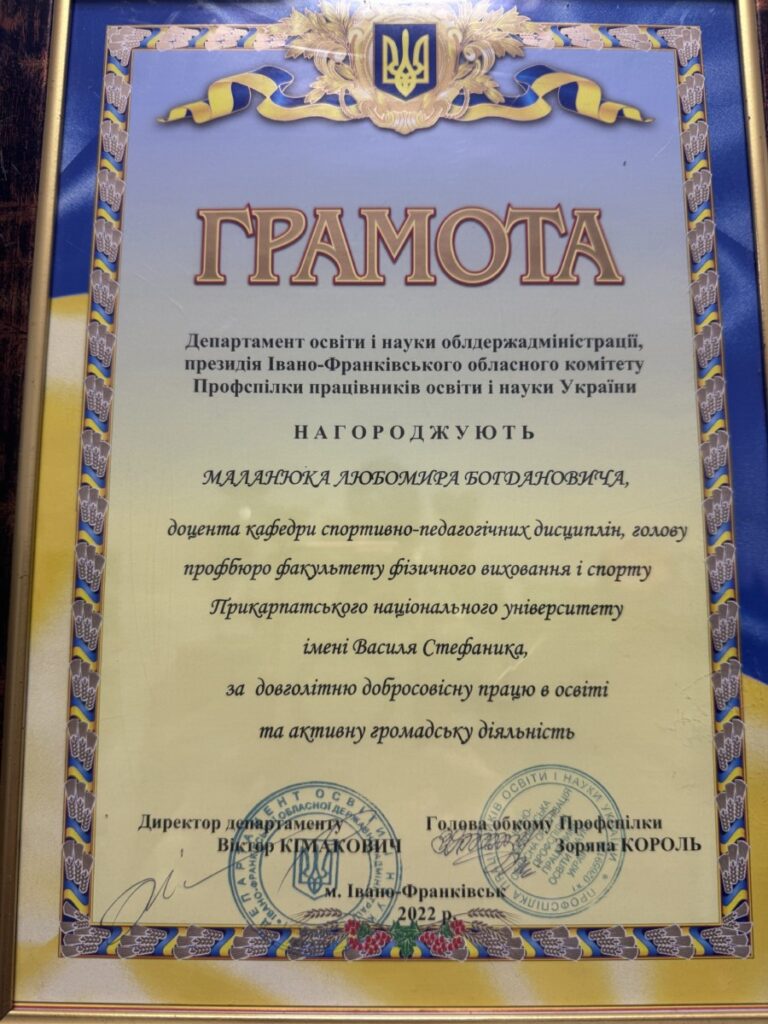 ГРАМОТА
Департамент освіти і науки облдержадміністрації,
президія Івано-Франківського обласного комітету
Профспілки працівників освіти і науки України
НАГОРОДЖУЮТЬ
МАЛАНЮКА ЛЮБОМИРА БОГДАНОВИЧА,
доцента кафедри спортивно-педагогічних дисциплін, голову
профбюро факультету фізичного виховання і спорту
Прикарпатського національного університету
імені Василя Стефаника,
за довголітню добросовісну працю в освіті
та активну громадську діяльність
Директор департаменту
Віктор КІМАКОВИЧ
Голова обкому Профспілки
Зоряна КОРОЛЬ
м. Івано-Франківськ
2022 р.